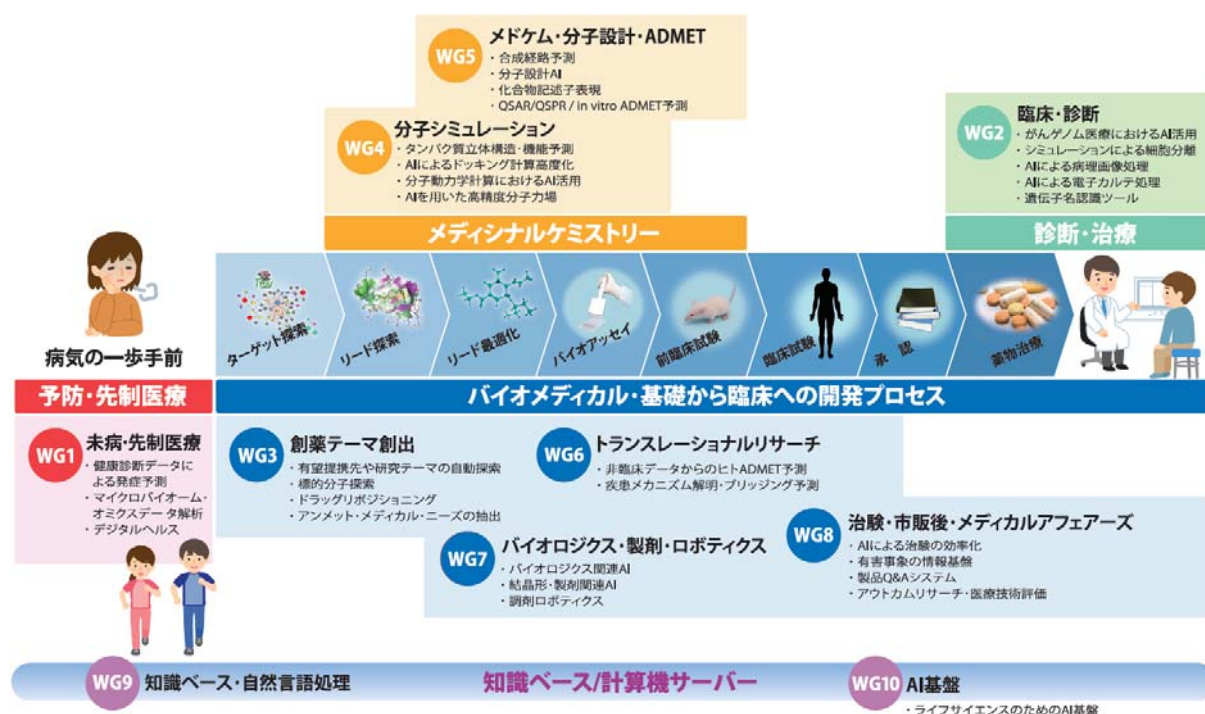 WG5
メドケム・分子設計・ADMET
・合成経路予測
・分子設計AI
・化合物記述子表現
・QSAR/QSPR / in vitro ADMET予測
WG4
分子シミュレーション
・タンパク質立体構造・機能予測
・AIによるドッキング計算高度化
・分子動力学計算におけるAI活用
・AIを用いた高精度分子力場
メディシナルケミストリー
WG2
臨床・診断
・がんゲノム医療におけるAI活用
・シミュレーションによる細胞分離
・AIによる病理画像処理
・AIによる電子カルテ処理
・遺伝子名認識ツール
診断・治療
病気の一歩手前
ターゲット探索
リード探索
リード最適化
バイオアッセイ
前臨床試験
臨床試験
承認
薬物治療
予防・先制医療
バイオメディカル・基礎から臨床への開発プロセス
WG1
未病・先制医療
・健康診断データに
よる発症予測
・マイクロバイオーム・
オミクスデータ解析
・デジタルヘルス
WG3
創薬テーマ創出
・有望提携先や研究テーマの自動探索
・標的分子探索
・ドラッグリポジショニング
・アンメット・メディカル・ニーズの抽出
WG6
トランスレーショナルリサーチ
・非臨床データからのヒトADMET予測
・疾患メカニズム解明・ブリッジング予測
WG7
バイオロジクス・製剤・ロボティクス
・バイオロジクス関連AI
・結晶形・製剤関連AI
・調剤ロボティクス
WG8
治験・市販後・メディカルアフェアーズ
・AIによる治験の効率化
・有害事象の情報基盤
・製品Q&Aシステム
・アウトカムリサーチ・医療技術評価
WG9
知識ベース・自然言語処理
知識ベース/計算機サーバー
WG10
AI基盤
・ライフサイエンスのためのAI基盤